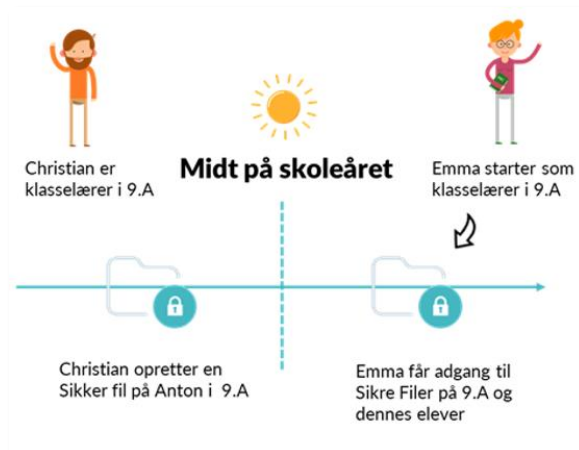 Christian er
klasselærer i 9.A
Midt på skoleåret
Emma starter som
klasselærer i 9.A
Christian opretter en
Sikker fil på Anton i 9.A
Emma får adgang til
Sikre Filer på 9.A og
dennes elever